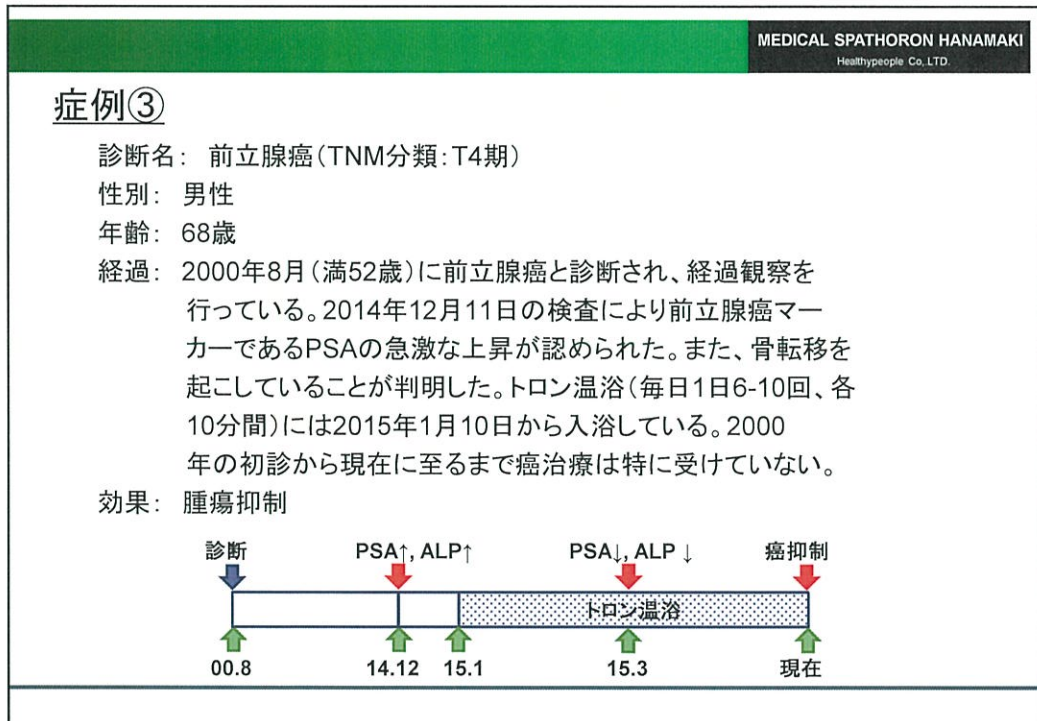 MEDICAL SPATHORON HANAMAKI
Healthypeople Co,.LTD.
症例③
診断名： 前立腺癌（TNM分類：T4期）
性別： 男性
年齢： 68歳
経過： 2000年8月（満52歳）に前立腺癌と診断され、経過観察を
行っている。2014年12月11日の検査により前立腺癌マー
カーであるPSAの急激な上昇が認められた。また、骨転移を
起こしていることが判明した。トロン温浴（毎日1日6-10回、各
10分間）には2015年1月10日から入浴している。2000
年の初診から現在に至るまで癌治療は特に受けていない。
効果： 腫瘍抑制
診断 PSA↑, ALP↑ PSA↓, ALP ↓ 癌抑制
トロン温浴
00.8 14.12 15.1 15.3 現在